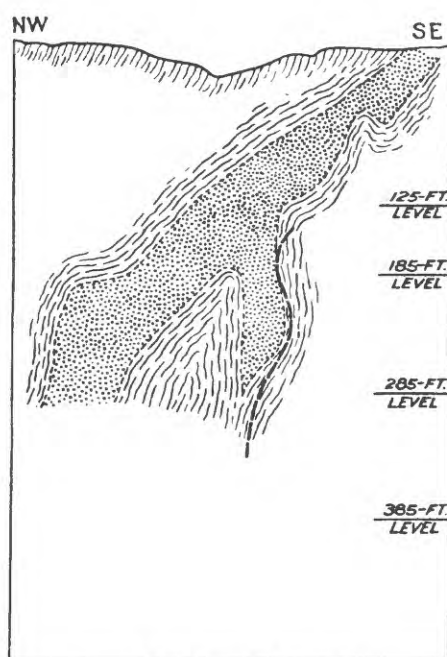 NW
SE
125-FT.
LEVEL
185-FT.
LEVEL
285-FT.
LEVEL
385-FT.
LEVEL